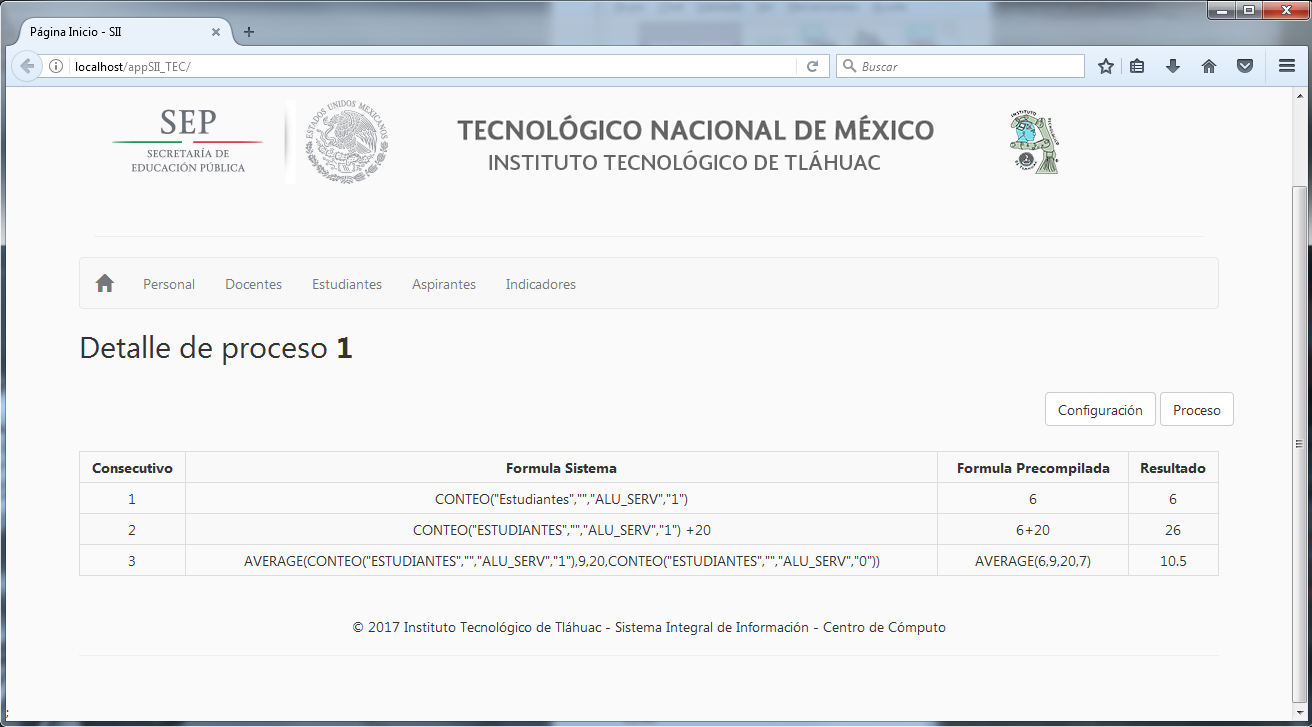 Página Inicio - SII
localhost/appSII_TEC/
Buscar
SEP
SECRETARÍA DE
EDUCACIÓN PÚBLICA
ESTADOS UNIDOS MEXICANOS
TECNOLÓGICO NACIONAL DE MÉXICO
INSTITUTO TECNOLÓGICO DE TLÁHUAC
Personal Docentes Estudiantes Aspirantes Indicadores
Detalle de proceso 1
Configuración Proceso
Consecutivo Formula Sistema Formula Precompilada Resultado
1 CONTEO("Estudiantes","","ALU_SERV","1") 6 6
2 CONTEO("ESTUDIANTES","","ALU_SERV","1") +20 6+20 26
3 AVERAGE(CONTEO("ESTUDIANTES","","ALU_SERV","1"),9,20,CONTEO("ESTUDIANTES","","ALU_SERV","0")) AVERAGE(6,9,20,7) 10.5
© 2017 Instituto Tecnológico de Tláhuac - Sistema Integral de Información - Centro de Cómputo